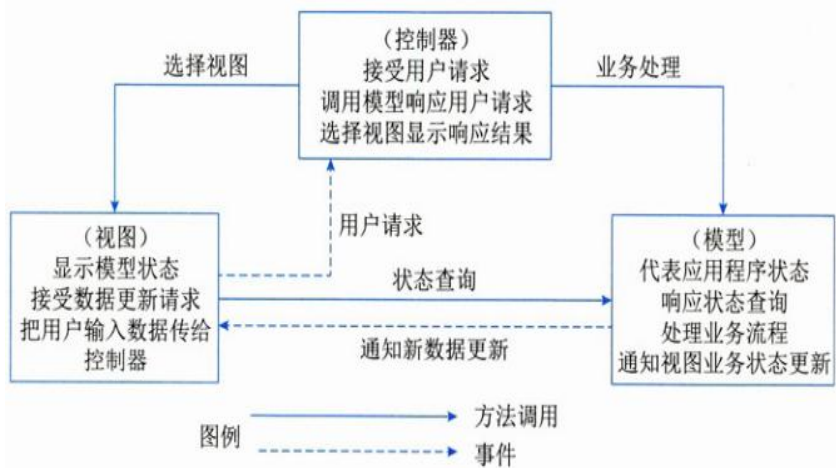 （控制器）
接受用户请求
调用模型响应用户请求
选择视图显示响应结果
选择视图
业务处理
用户请求
（视图）
显示模型状态
接受数据更新请求
把用户输入数据传给
控制器
状态查询
通知新数据更新
（模型）
代表应用程序状态
响应状态查询
处理业务流程
通知视图业务状态更新
图例
方法调用
事件